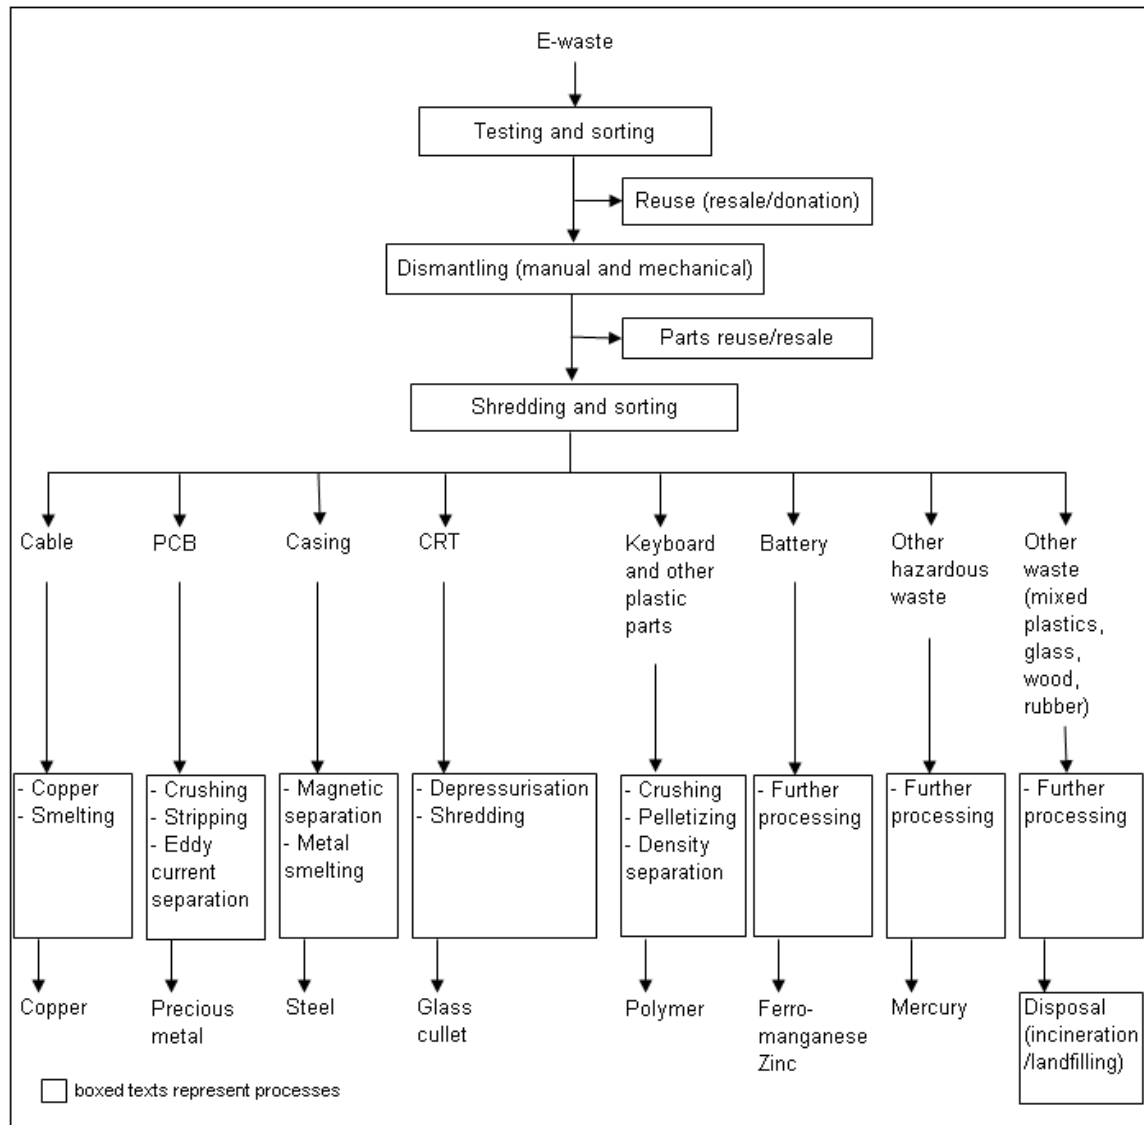 E-waste
Testing and sorting
Reuse (resale/donation)
Dismantling (manual and mechanical)
Parts reuse/resale
Shredding and sorting
Cable
PCB
Casing
CRT
Keyboard
and other
plastic
parts
Battery
Other
hazardous
waste
Other
waste
(mixed
plastics,
glass,
wood,
rubber)
- Copper
- Smelting
- Crushing
- Stripping
- Eddy
current
separation
- Magnetic
separation
- Metal
smelting
- Depressurisation
- Shredding
- Crushing
- Pelletizing
- Density
separation
- Further
processing
- Further
processing
- Further
processing
Copper
Precious
metal
Steel
Glass
cullet
Polymer
Ferro-
manganese
Zinc
Mercury
Disposal
(incineration
/landfilling)
boxed texts represent processes